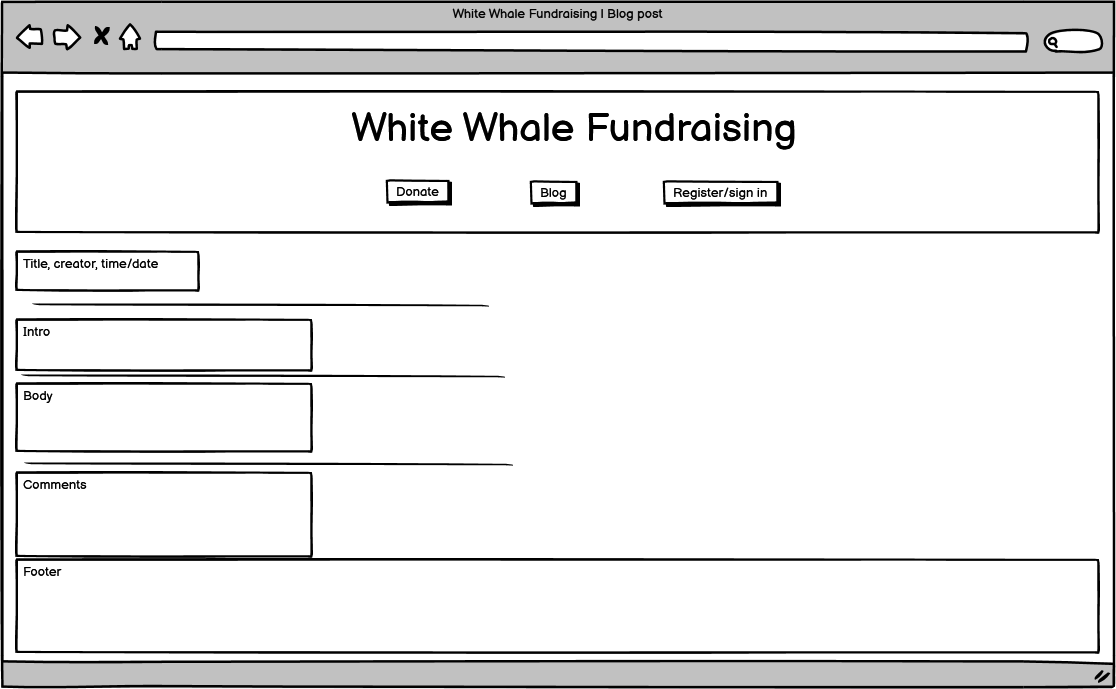 White Whale Fundraising | Blog post
White Whale Fundraising
Donate
Blog
Register/sign in
Title, creator, time/date
Intro
Body
Comments
Footer